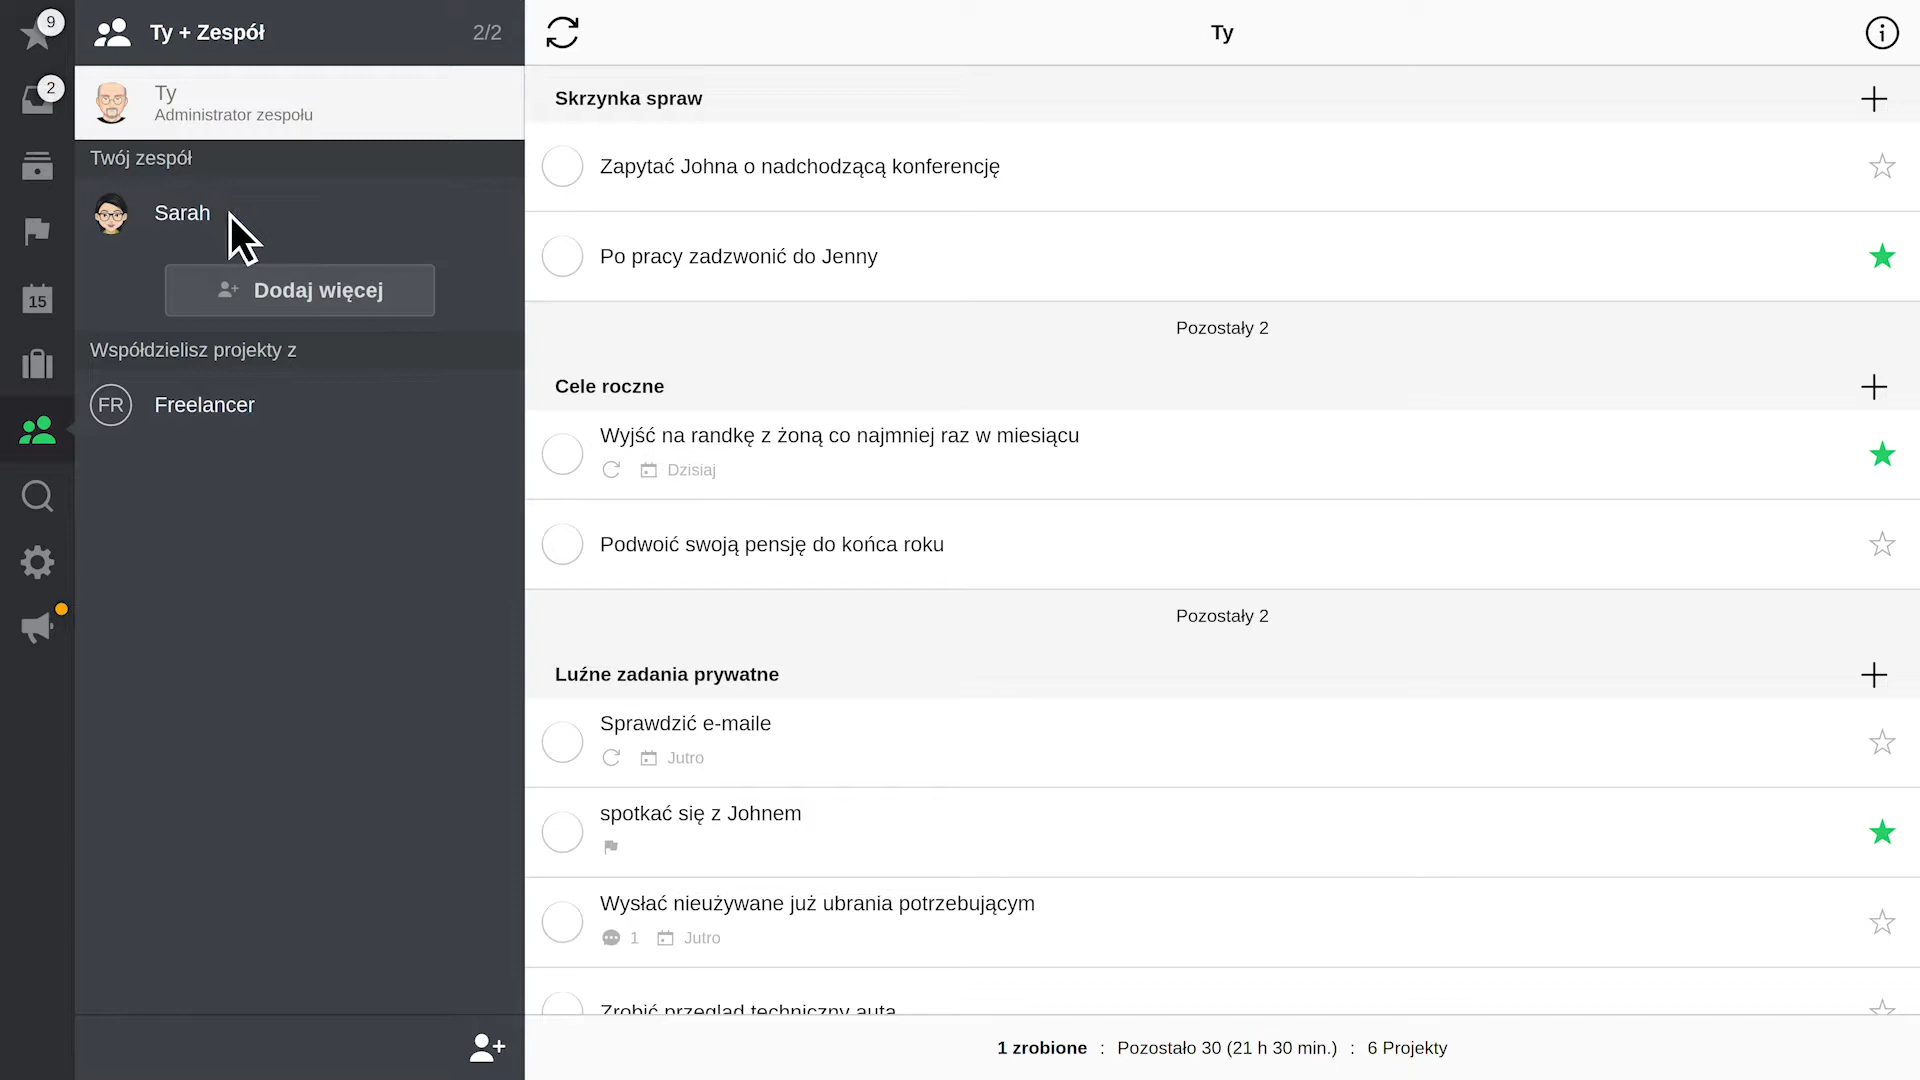 9
2
15
Ty + Zespół
2/2
Ty
Administrator zespołu
Twój zespół
Sarah
Dodaj więcej
Współdzielisz projekty z
FR
Freelancer
Ty
Skrzynka spraw
Zapytać Johna o nadchodzącą konferencję
Po pracy zadzwonić do Jenny
Pozostały 2
Cele roczne
Wyjść na randkę z żoną co najmniej raz w miesiącu
Dzisiaj
Podwoić swoją pensję do końca roku
Pozostały 2
Luźne zadania prywatne
Sprawdzić e-maile
Jutro
spotkać się z Johnem
Wysłać nieużywane już ubrania potrzebującym
1 Jutro
Zrobić przegląd techniczny auta
1 zrobione : Pozostało 30 (21 h 30 min.) : 6 Projekty